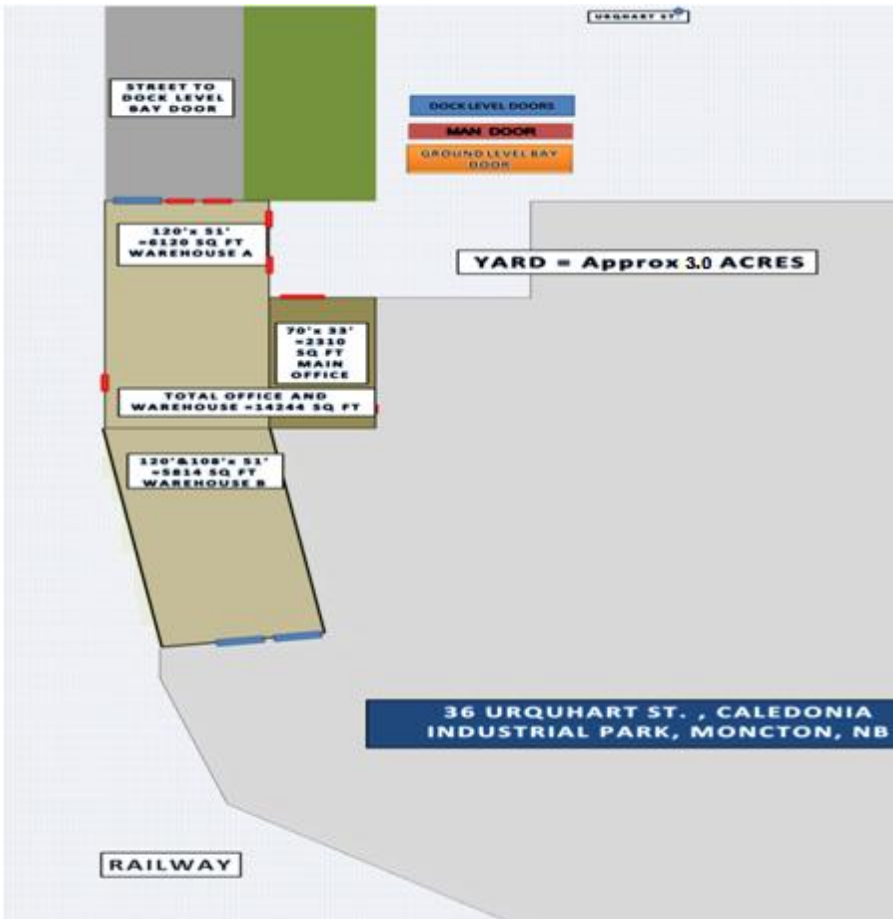 URQUHART ST.
STREET TO
DOCK LEVEL
BAY DOOR
DOCK LEVEL DOORS
MAN DOOR
GROUND LEVEL BAY
DOOR
120'x 51'
=6120 SQ FT
WAREHOUSE A
YARD = Approx 3.0 ACRES
70'x 33'
=2310
SQ FT
MAIN
OFFICE
TOTAL OFFICE AND
WAREHOUSE =14244 SQ FT
120'&108'x 51'
=5814 SQ FT
WAREHOUSE B
36 URQUHART ST. , CALEDONIA
INDUSTRIAL PARK, MONCTON, NB
RAILWAY